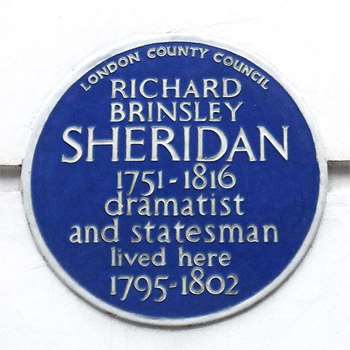 LONDON COUNTY COUNCIL
RICHARD
BRINSLEY
SHERIDAN
1751-1816
dramatist
and statesman
lived here
1795-1802